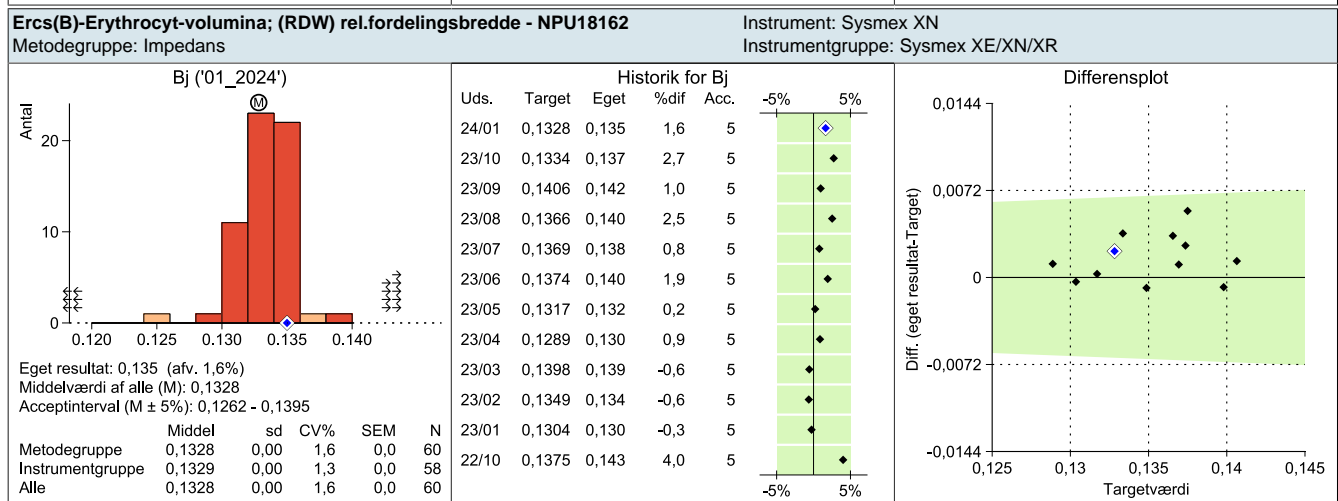 Ercs(B)-Erythrocyt-volumina; (RDW) rel.fordelingsbredde - NPU18162
Instrument: Sysmex XN
Metodegruppe: Impedans
Instrumentgruppe: Sysmex XE/XN/XR
Bj ('01_2024')
M
Antal
20
10
0
0.120 0.125 0.130 0.135 0.140
Eget resultat: 0,135 (afv. 1,6%)
Middelværdi af alle (M): 0,1328
Acceptinterval (M ± 5%): 0,1262 - 0,1395
Middel sd CV% SEM N
Metodegruppe 0,1328 0,00 1,6 0,0 60
Instrumentgruppe 0,1329 0,00 1,3 0,0 58
Alle 0,1328 0,00 1,6 0,0 60
Historik for Bj
Uds. Target Eget %dif Acc. -5% 5%
24/01 0,1328 0,135 1,6 5
23/10 0,1334 0,137 2,7 5
23/09 0,1406 0,142 1,0 5
23/08 0,1366 0,140 2,5 5
23/07 0,1369 0,138 0,8 5
23/06 0,1374 0,140 1,9 5
23/05 0,1317 0,132 0,2 5
23/04 0,1289 0,130 0,9 5
23/03 0,1398 0,139 -0,6 5
23/02 0,1349 0,134 -0,6 5
23/01 0,1304 0,130 -0,3 5
22/10 0,1375 0,143 4,0 5
-5% 5%
Differensplot
Diff. (eget resultat-Target)
0,0144
0,0072
0
-0,0072
-0,0144
0,125 0,13 0,135 0,14 0,145
Targetværdi